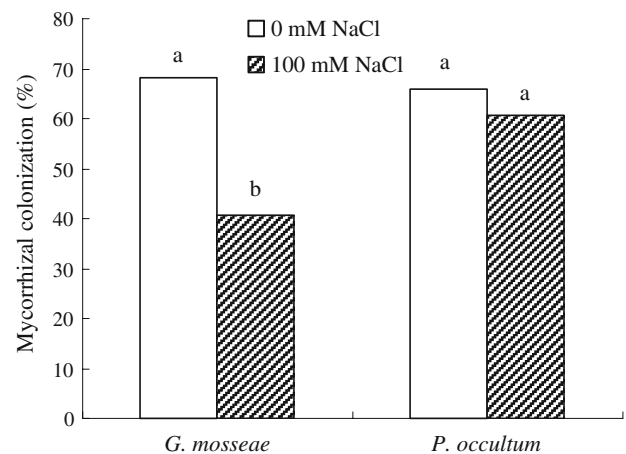 80
70
60
50
40
30
20
10
0
Mycorrhizal colonization (%)
0 mM NaCl
100 mM NaCl
a
b
a
a
G. mosseae
P. occultum